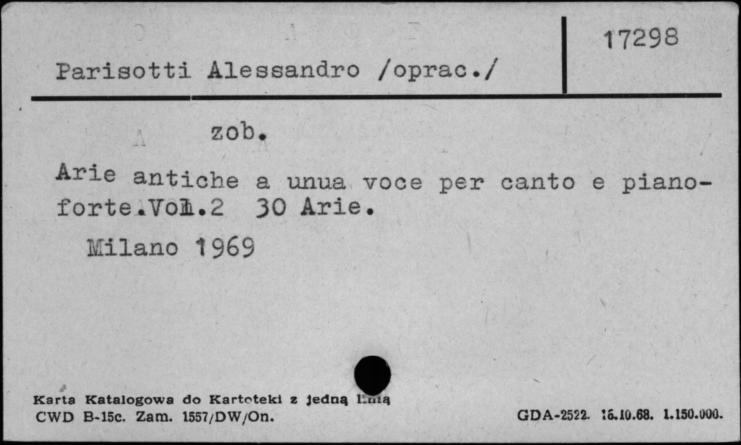 17298
Parisotti Alessandro /oprac./
zob.
Arie antiche a unua voce per canto e piano-
forte.Vol.2 30 Arie.
Milano 1969
Karta Katalogowa do Kartoteki z jedną linią
CWD B-15c. Zam. 1557/DW/On.
GDA-2522. 16.10.68. 1.150.000.